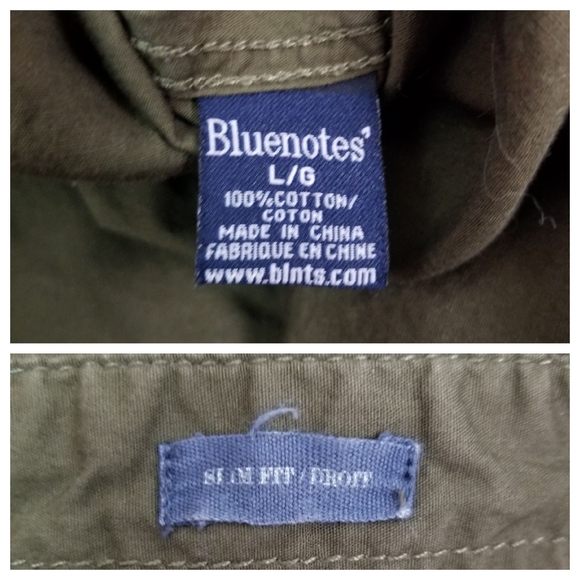 Bluenotes'
L/G
100%COTTON/
COTON
MADE IN CHINA
FABRIQUE EN CHINE
www.blnts.com
SLIM FIT / DROIT